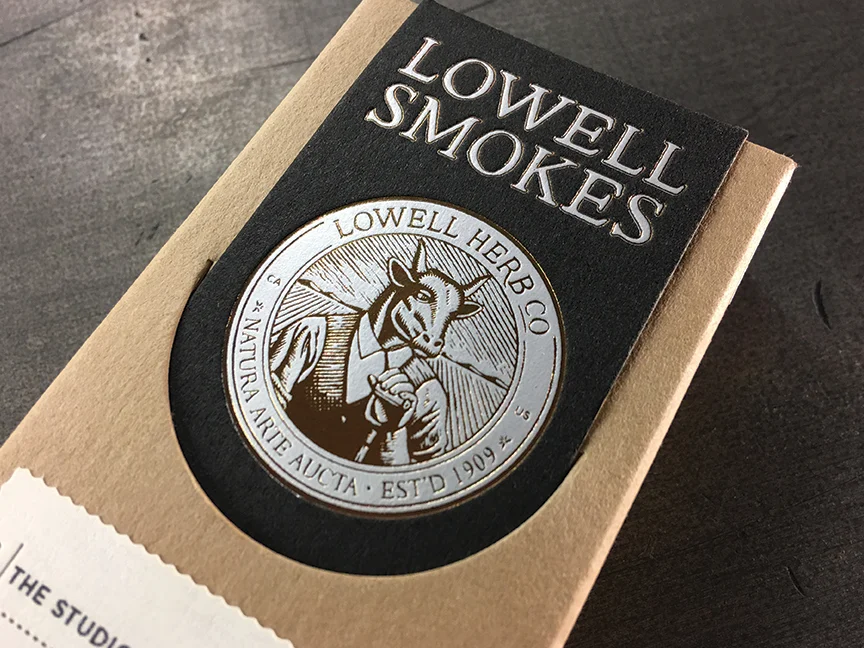 LOWELL
SMOKES
LOWELL HERB CO
CA
US
NATURA ARTE AUCTA · EST'D 1909
THE STUDIO